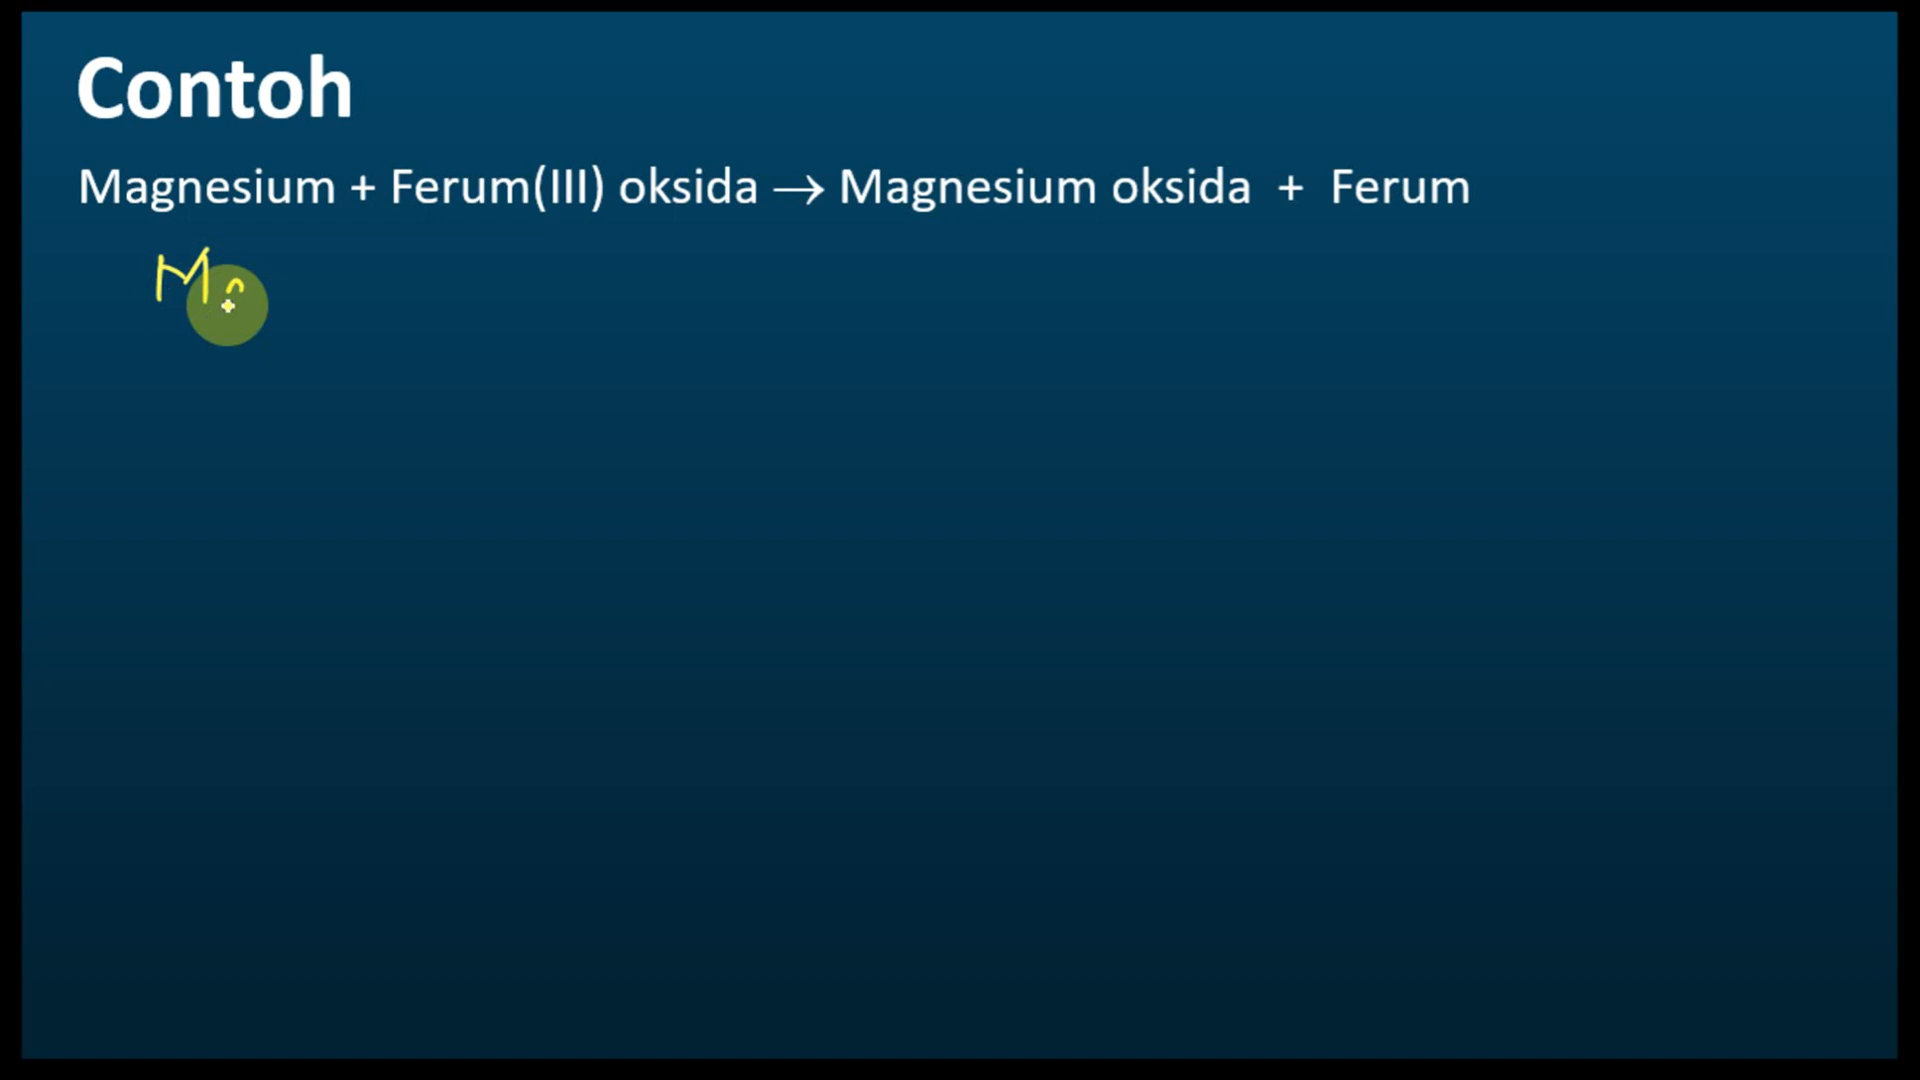 Contoh
Magnesium + Ferum(III) oksida → Magnesium oksida + Ferum
M